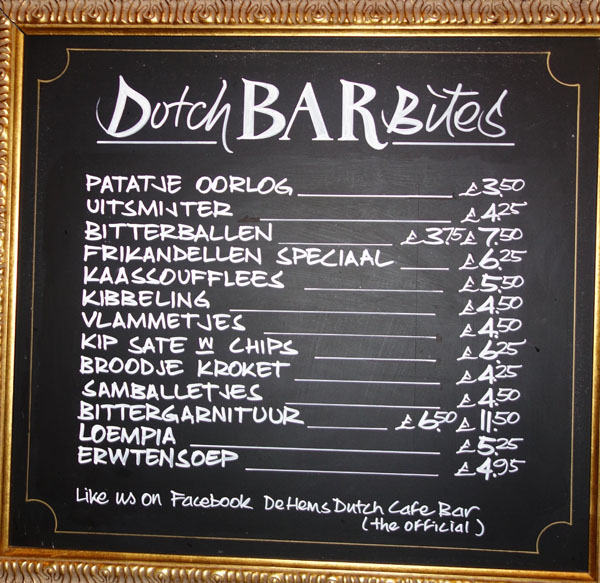 Dutch BAR Bites
PATATJE OORLOG £3.50
UITSMIJTER £4.25
BITTERBALLEN £3.75 £7.50
FRIKANDELLEN SPECIAAL £6.25
KAASSOUFFLEES £5.50
KIBBELING £4.50
VLAMMETJES £4.50
KIP SATE W CHIPS £6.25
BROODJE KROKET £4.25
SAMBALLETJES £4.50
BITTERGARNITUUR £6.50 £11.50
LOEMPIA £5.25
ERWTENSOEP £4.95
Like us on Facebook DeHems Dutch Cafe Bar
(the official)